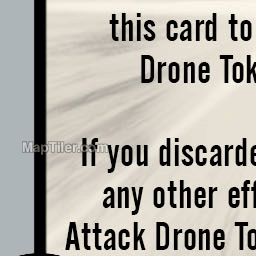 this card to
Drone Tok
MapTiler.com
If you discarde
any other eff
Attack Drone To